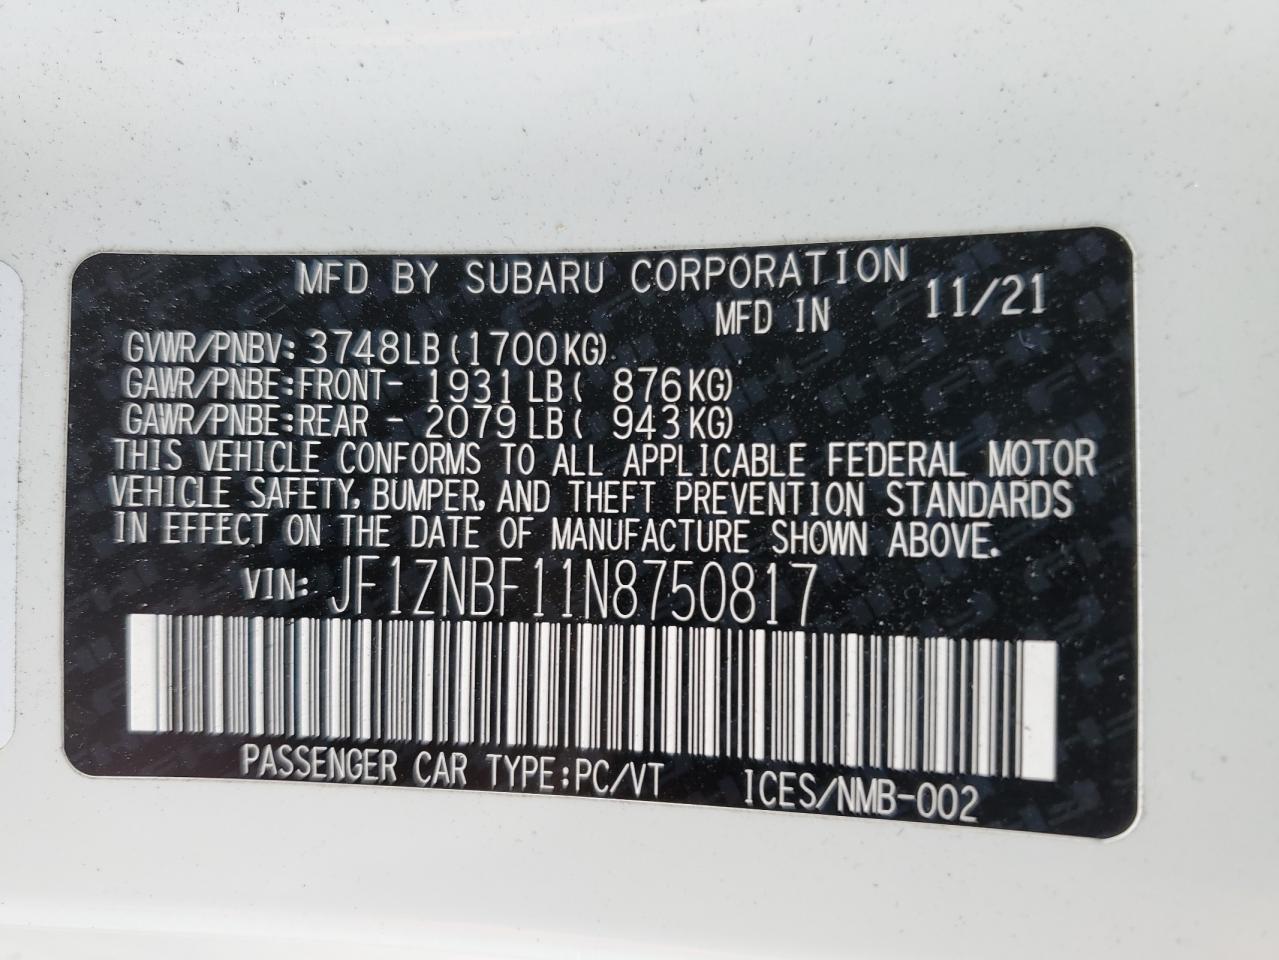 MFD BY SUBARU CORPORATION
MFD IN 11/21
GVWR/PNBV: 3748LB(1700KG)
GAWR/PNBE:FRONT- 1931LB( 876KG)
GAWR/PNBE:REAR - 2079LB( 943KG)
THIS VEHICLE CONFORMS TO ALL APPLICABLE FEDERAL MOTOR
VEHICLE SAFETY, BUMPER, AND THEFT PREVENTION STANDARDS
IN EFFECT ON THE DATE OF MANUFACTURE SHOWN ABOVE.
VIN: JF1ZNBF11N8750817
PASSENGER CAR TYPE:PC/VT ICES/NMB-002